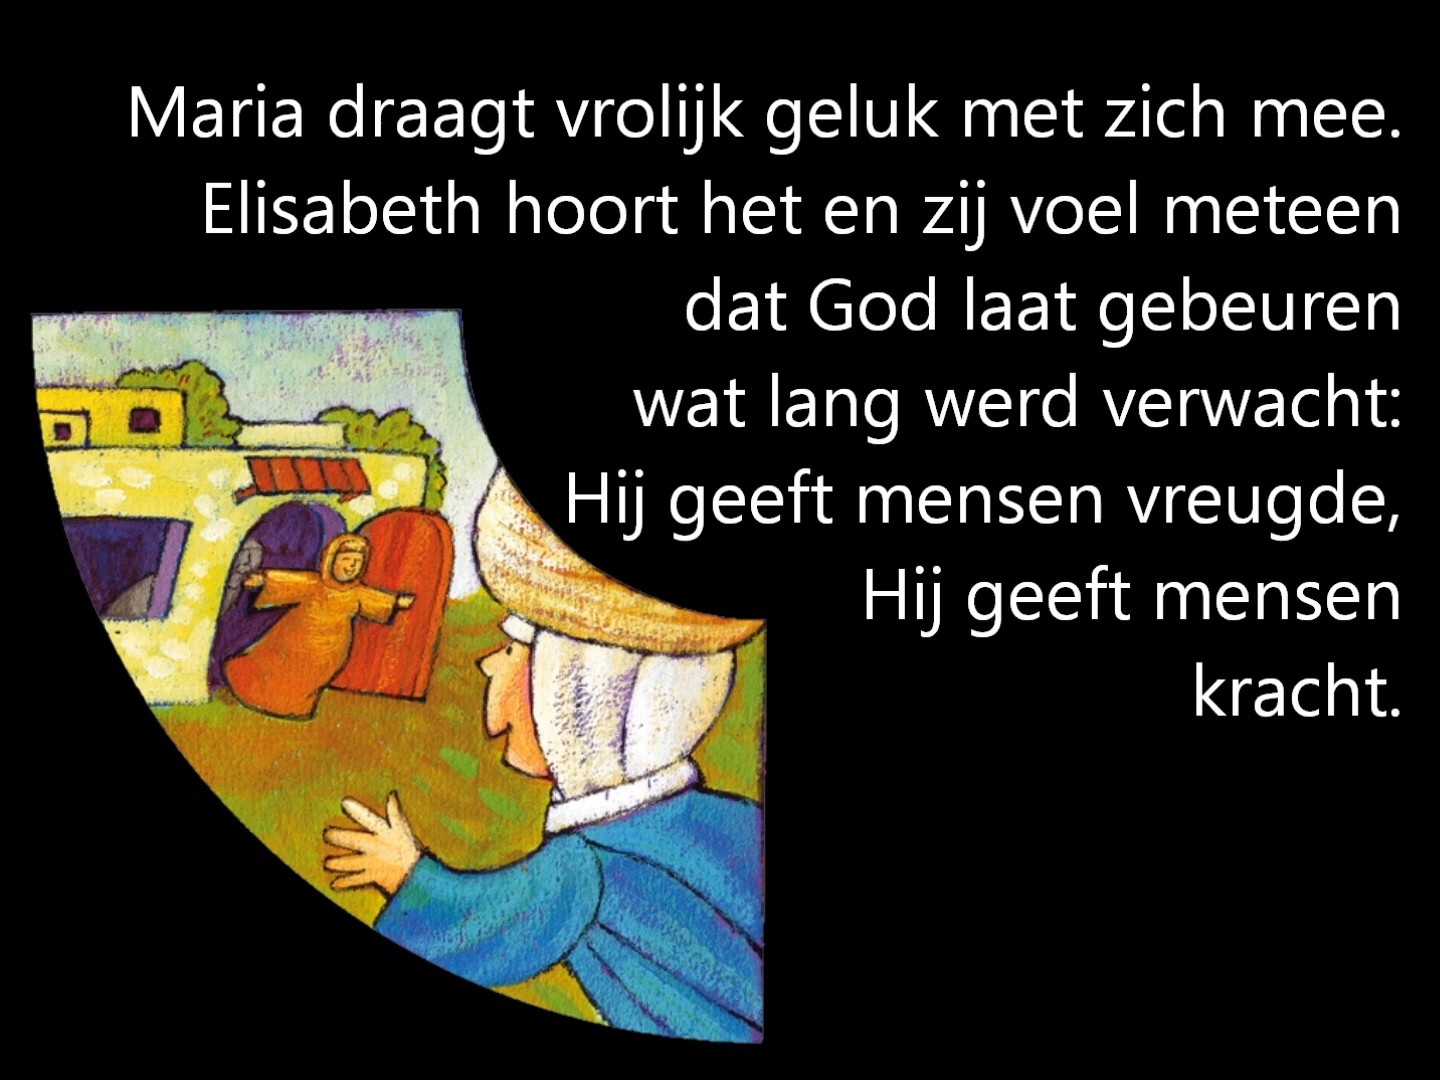 Maria draagt vrolijk geluk met zich mee.
Elisabeth hoort het en zij voel meteen
dat God laat gebeuren
wat lang werd verwacht:
Hij geeft mensen vreugde,
Hij geeft mensen
kracht.